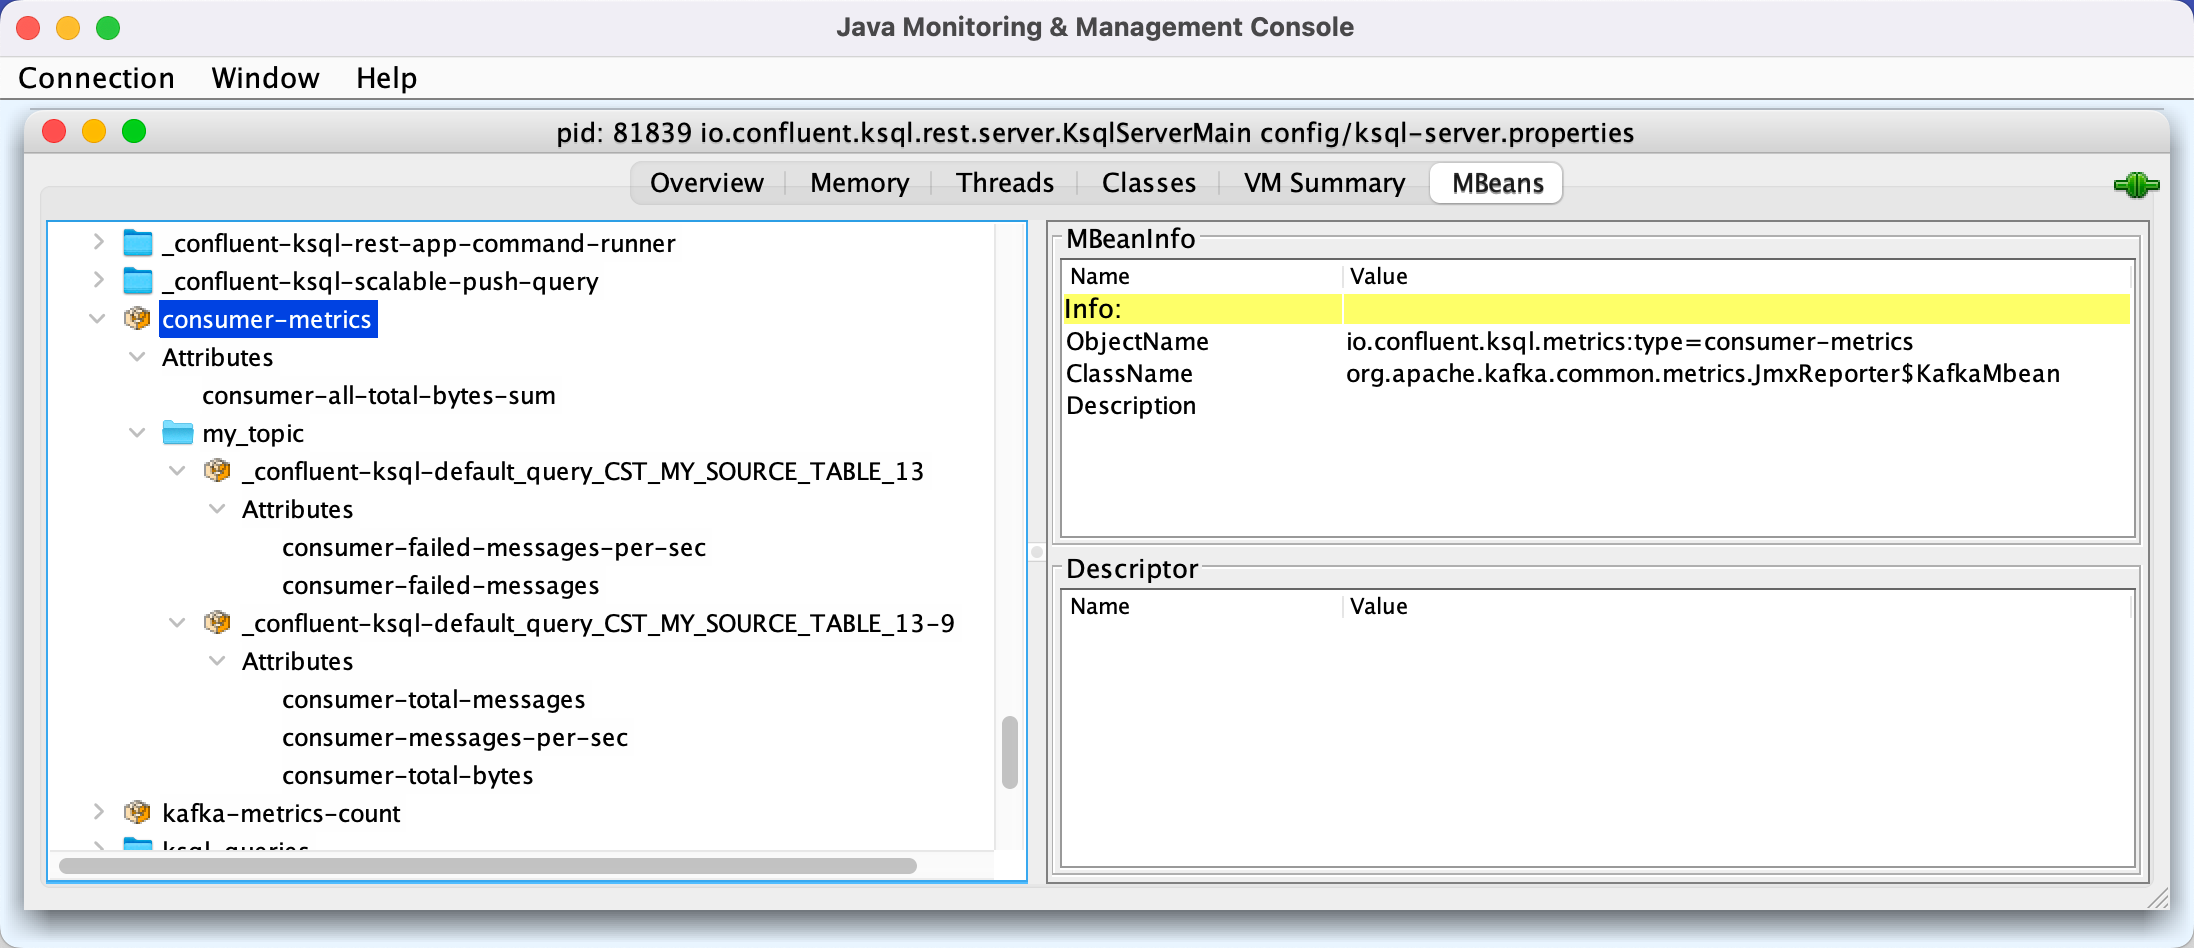 Java Monitoring & Management Console
Connection Window Help
pid: 81839 io.confluent.ksql.rest.server.KsqlServerMain config/ksql-server.properties
Overview Memory Threads Classes VM Summary MBeans
_confluent-ksql-rest-app-command-runner
_confluent-ksql-scalable-push-query
consumer-metrics
Attributes
consumer-all-total-bytes-sum
my_topic
_confluent-ksql-default_query_CST_MY_SOURCE_TABLE_13
Attributes
consumer-failed-messages-per-sec
consumer-failed-messages
_confluent-ksql-default_query_CST_MY_SOURCE_TABLE_13-9
Attributes
consumer-total-messages
consumer-messages-per-sec
consumer-total-bytes
kafka-metrics-count
ksql-queries
MBeanInfo
Name Value
Info:
ObjectName io.confluent.ksql.metrics:type=consumer-metrics
ClassName org.apache.kafka.common.metrics.JmxReporter$KafkaMbean
Description
Descriptor
Name Value